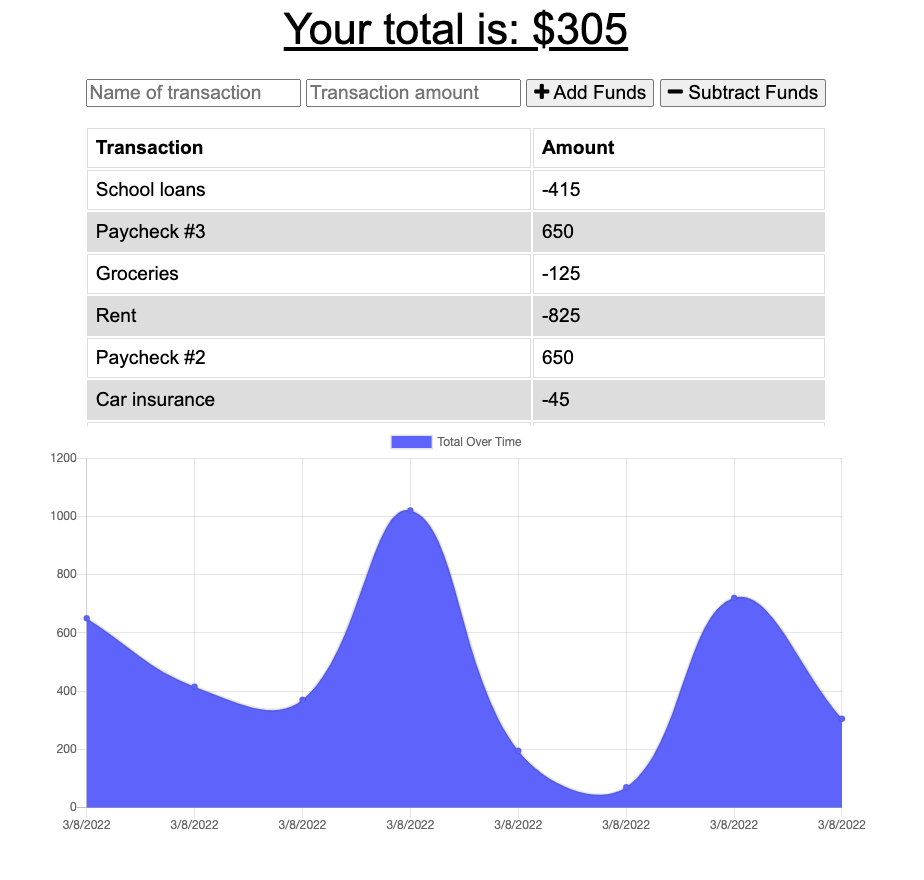 Your total is: $305
Name of transaction Transaction amount + Add Funds − Subtract Funds
Transaction Amount
School loans -415
Paycheck #3 650
Groceries -125
Rent -825
Paycheck #2 650
Car insurance -45
Total Over Time
1200
1000
800
600
400
200
0
3/8/2022 3/8/2022 3/8/2022 3/8/2022 3/8/2022 3/8/2022 3/8/2022 3/8/2022